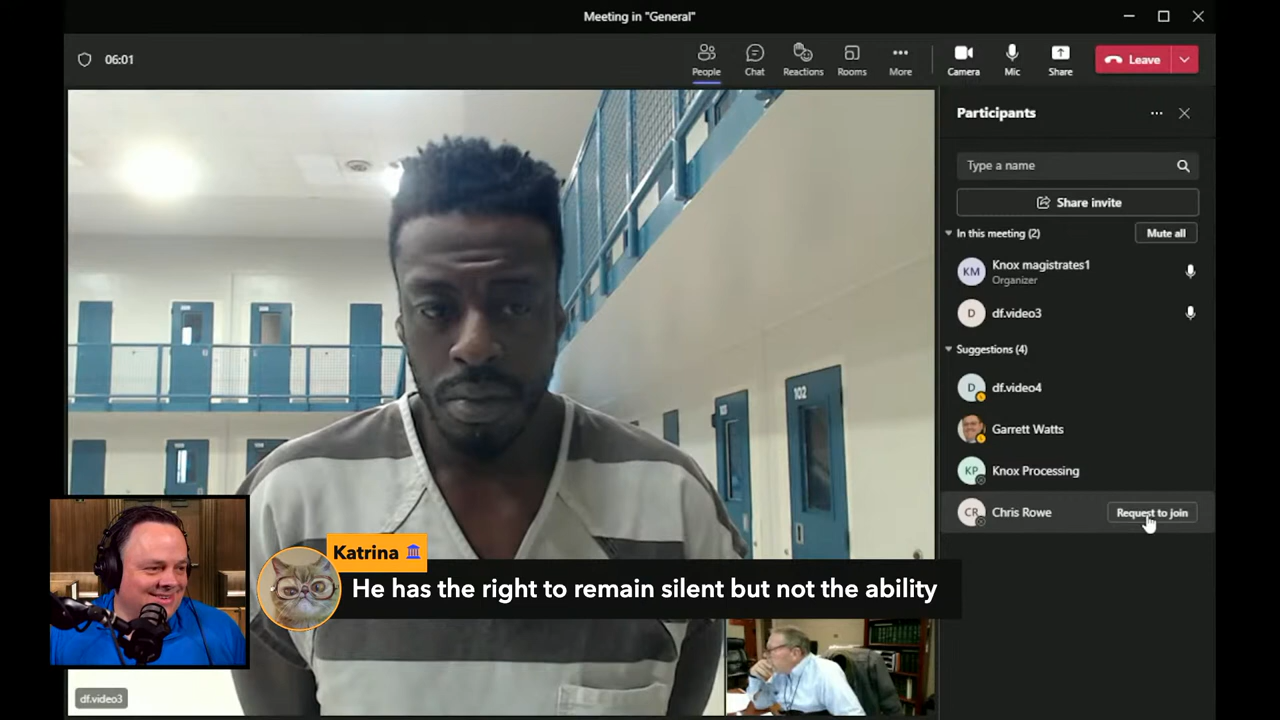 Meeting in "General"
06:01
People
Chat
Reactions
Rooms
More
Camera
Mic
Share
Leave
Participants
Type a name
Share invite
In this meeting (2)
Mute all
KM
Knox magistrates1
Organizer
D
df.video3
Suggestions (4)
D
df.video4
Garrett Watts
KP
Knox Processing
CR
Chris Rowe
Request to join
102
Katrina
He has the right to remain silent but not the ability
df.video3